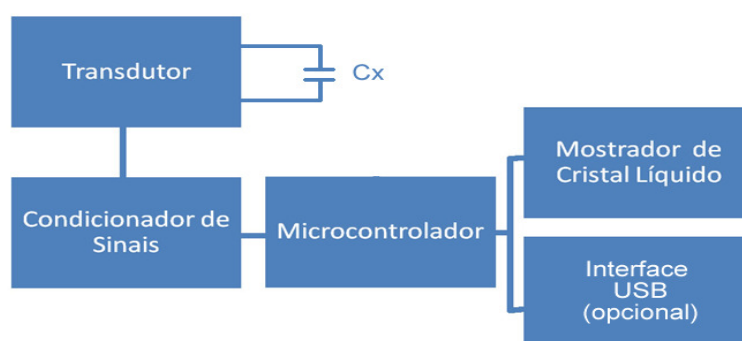 Transdutor
Cx
Condicionador de
Sinais
Microcontrolador
Mostrador de
Cristal Líquido
Interface
USB
(opcional)